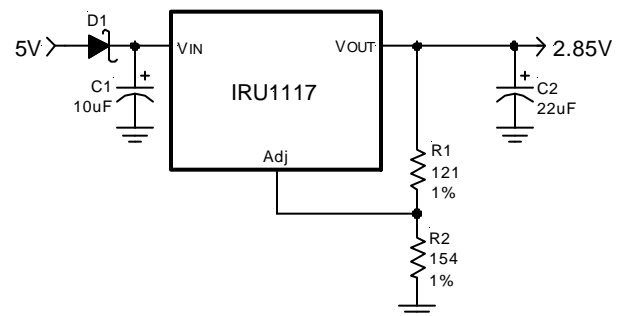 D1
5V
VIN
VOUT
2.85V
C1
10uF
+
IRU1117
+
C2
22uF
Adj
R1
121
1%
R2
154
1%